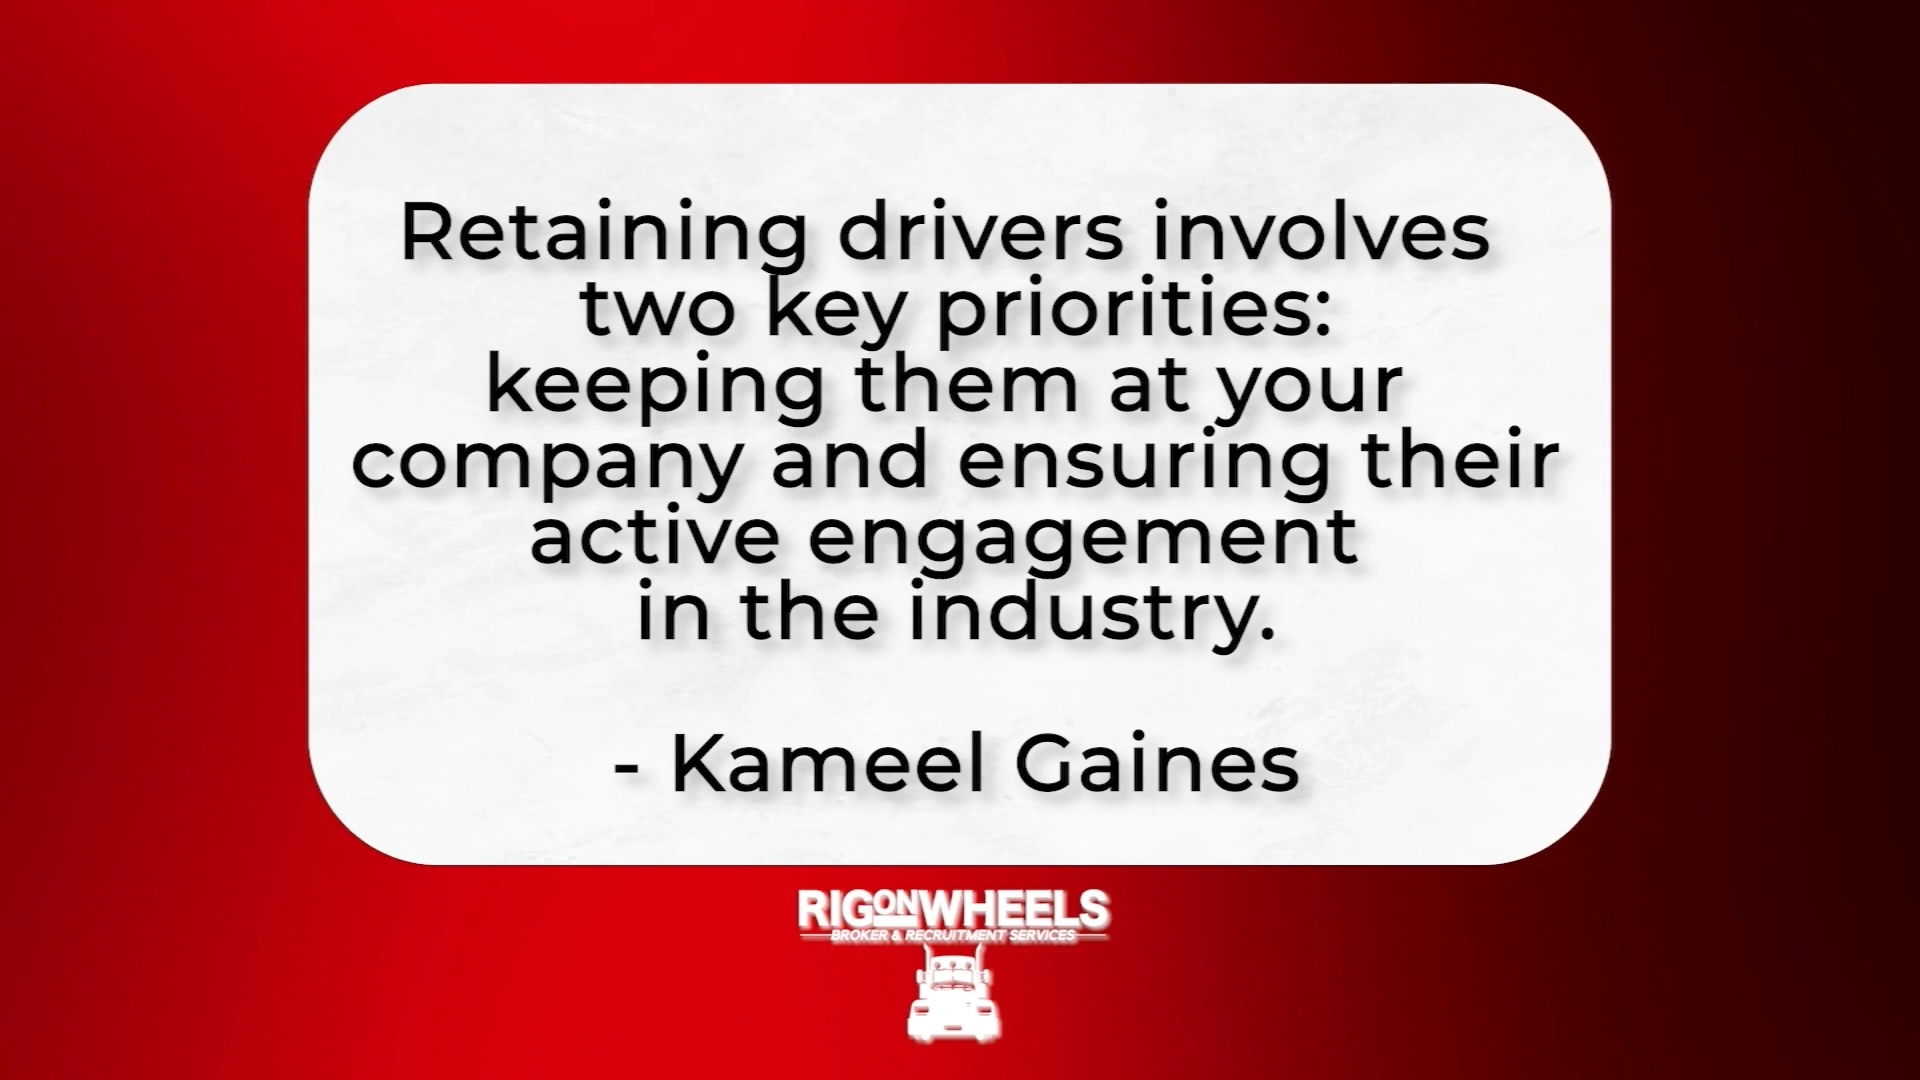 Retaining drivers involves
two key priorities:
keeping them at your
company and ensuring their
active engagement
in the industry.
- Kameel Gaines
RIGONWHEELS
BROKER & RECRUITMENT SERVICES